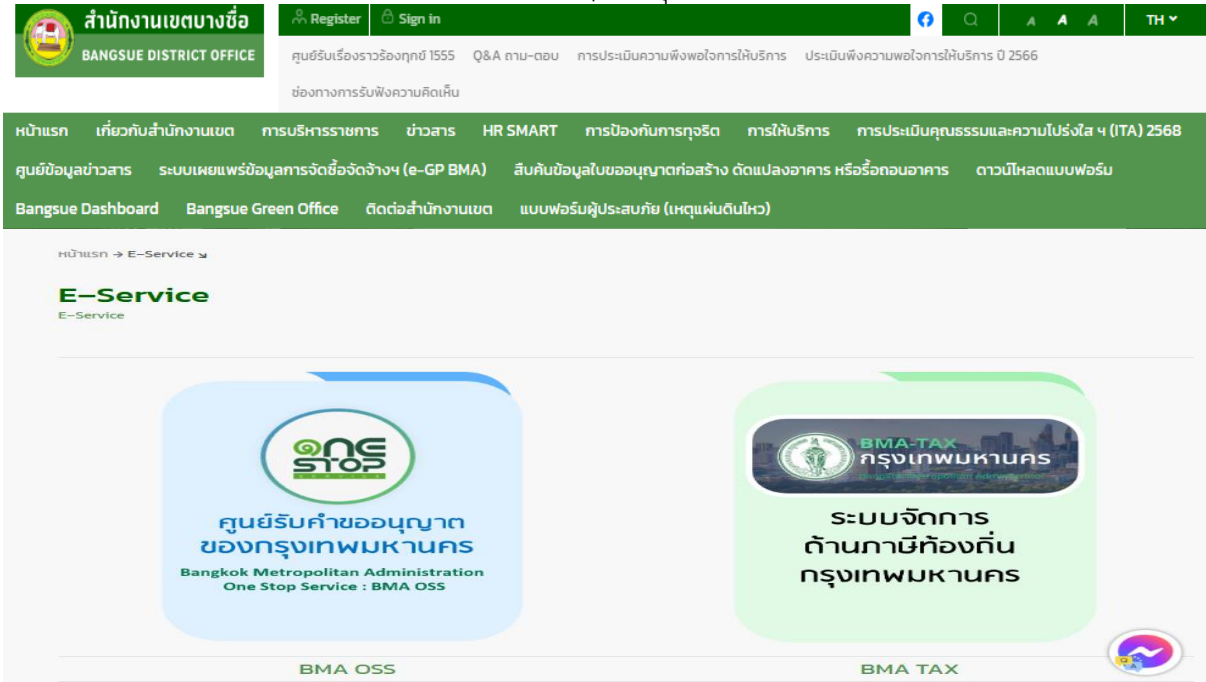 สำนักงานเขตบางซื่อ
BANGSUE DISTRICT OFFICE
Register Sign in
A A A TH
ศูนย์รับเรื่องราวร้องทุกข์ 1555 Q&A ถาม-ตอบ การประเมินความพึงพอใจการให้บริการ ประเมินพึงความพอใจการให้บริการ ปี 2566
ช่องทางการรับฟังความคิดเห็น
หน้าแรก เกี่ยวกับสำนักงานเขต การบริหารราชการ ข่าวสาร HR SMART การป้องกันการทุจริต การให้บริการ การประเมินคุณธรรมและความโปร่งใส ฯ (ITA) 2568
ศูนย์ข้อมูลข่าวสาร ระบบเผยแพร่ข้อมูลการจัดซื้อจัดจ้างฯ (e-GP BMA) สืบค้นข้อมูลใบขออนุญาตก่อสร้าง ดัดแปลงอาคาร หรือรื้อถอนอาคาร ดาวน์โหลดแบบฟอร์ม
Bangsue Dashboard Bangsue Green Office ติดต่อสำนักงานเขต แบบฟอร์มผู้ประสบภัย (เหตุแผ่นดินไหว)
หน้าแรก → E-Service
E-Service
E-Service
ONE
STOP
SERVICE
ศูนย์รับคำขออนุญาต
ของกรุงเทพมหานคร
Bangkok Metropolitan Administration
One Stop Service : BMA OSS
BMA-TAX
กรุงเทพมหานคร
ระบบจัดการ
ด้านภาษีท้องถิ่น
กรุงเทพมหานคร
BMA OSS
BMA TAX